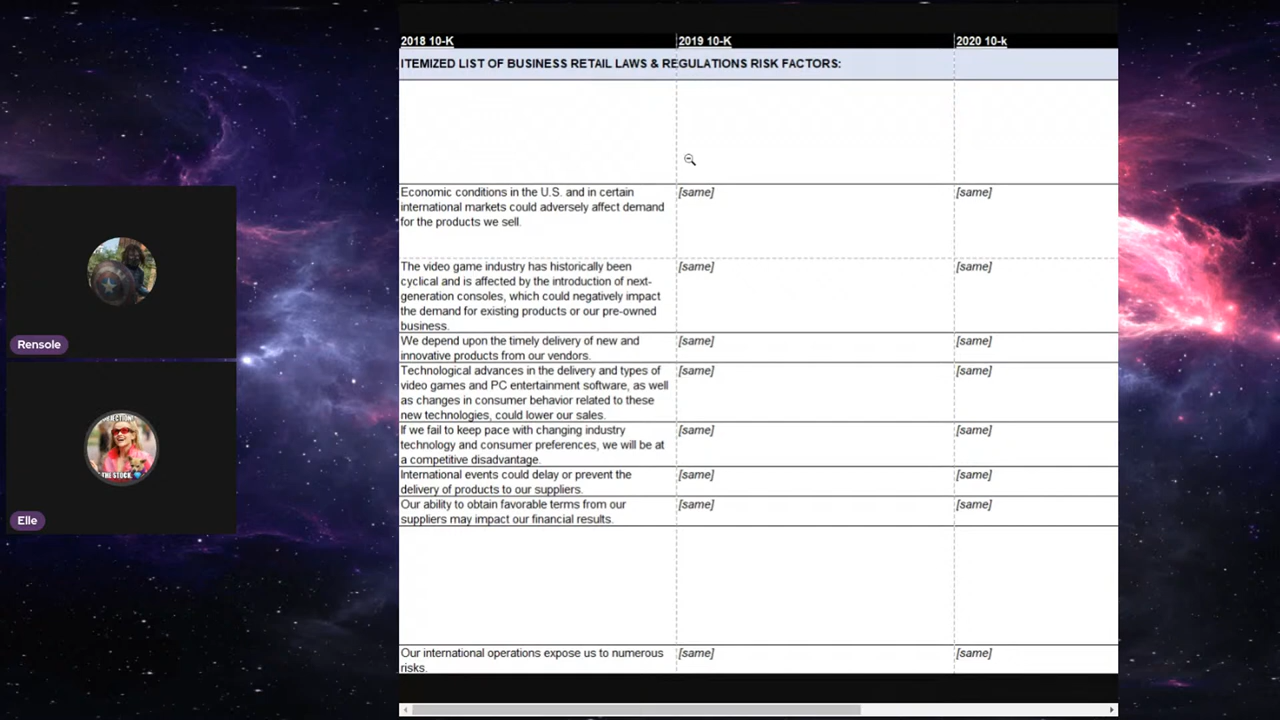 2018 10-K
2019 10-K
2020 10-k
ITEMIZED LIST OF BUSINESS RETAIL LAWS & REGULATIONS RISK FACTORS:
Economic conditions in the U.S. and in certain
international markets could adversely affect demand
for the products we sell.
[same]
[same]
The video game industry has historically been
cyclical and is affected by the introduction of next-
generation consoles, which could negatively impact
the demand for existing products or our pre-owned
business.
[same]
[same]
We depend upon the timely delivery of new and
innovative products from our vendors.
[same]
[same]
Technological advances in the delivery and types of
video games and PC entertainment software, as well
as changes in consumer behavior related to these
new technologies, could lower our sales.
[same]
[same]
If we fail to keep pace with changing industry
technology and consumer preferences, we will be at
a competitive disadvantage.
[same]
[same]
International events could delay or prevent the
delivery of products to our suppliers.
[same]
[same]
Our ability to obtain favorable terms from our
suppliers may impact our financial results.
[same]
[same]
Our international operations expose us to numerous
risks.
[same]
[same]
Rensole
THE STOCK
Elle